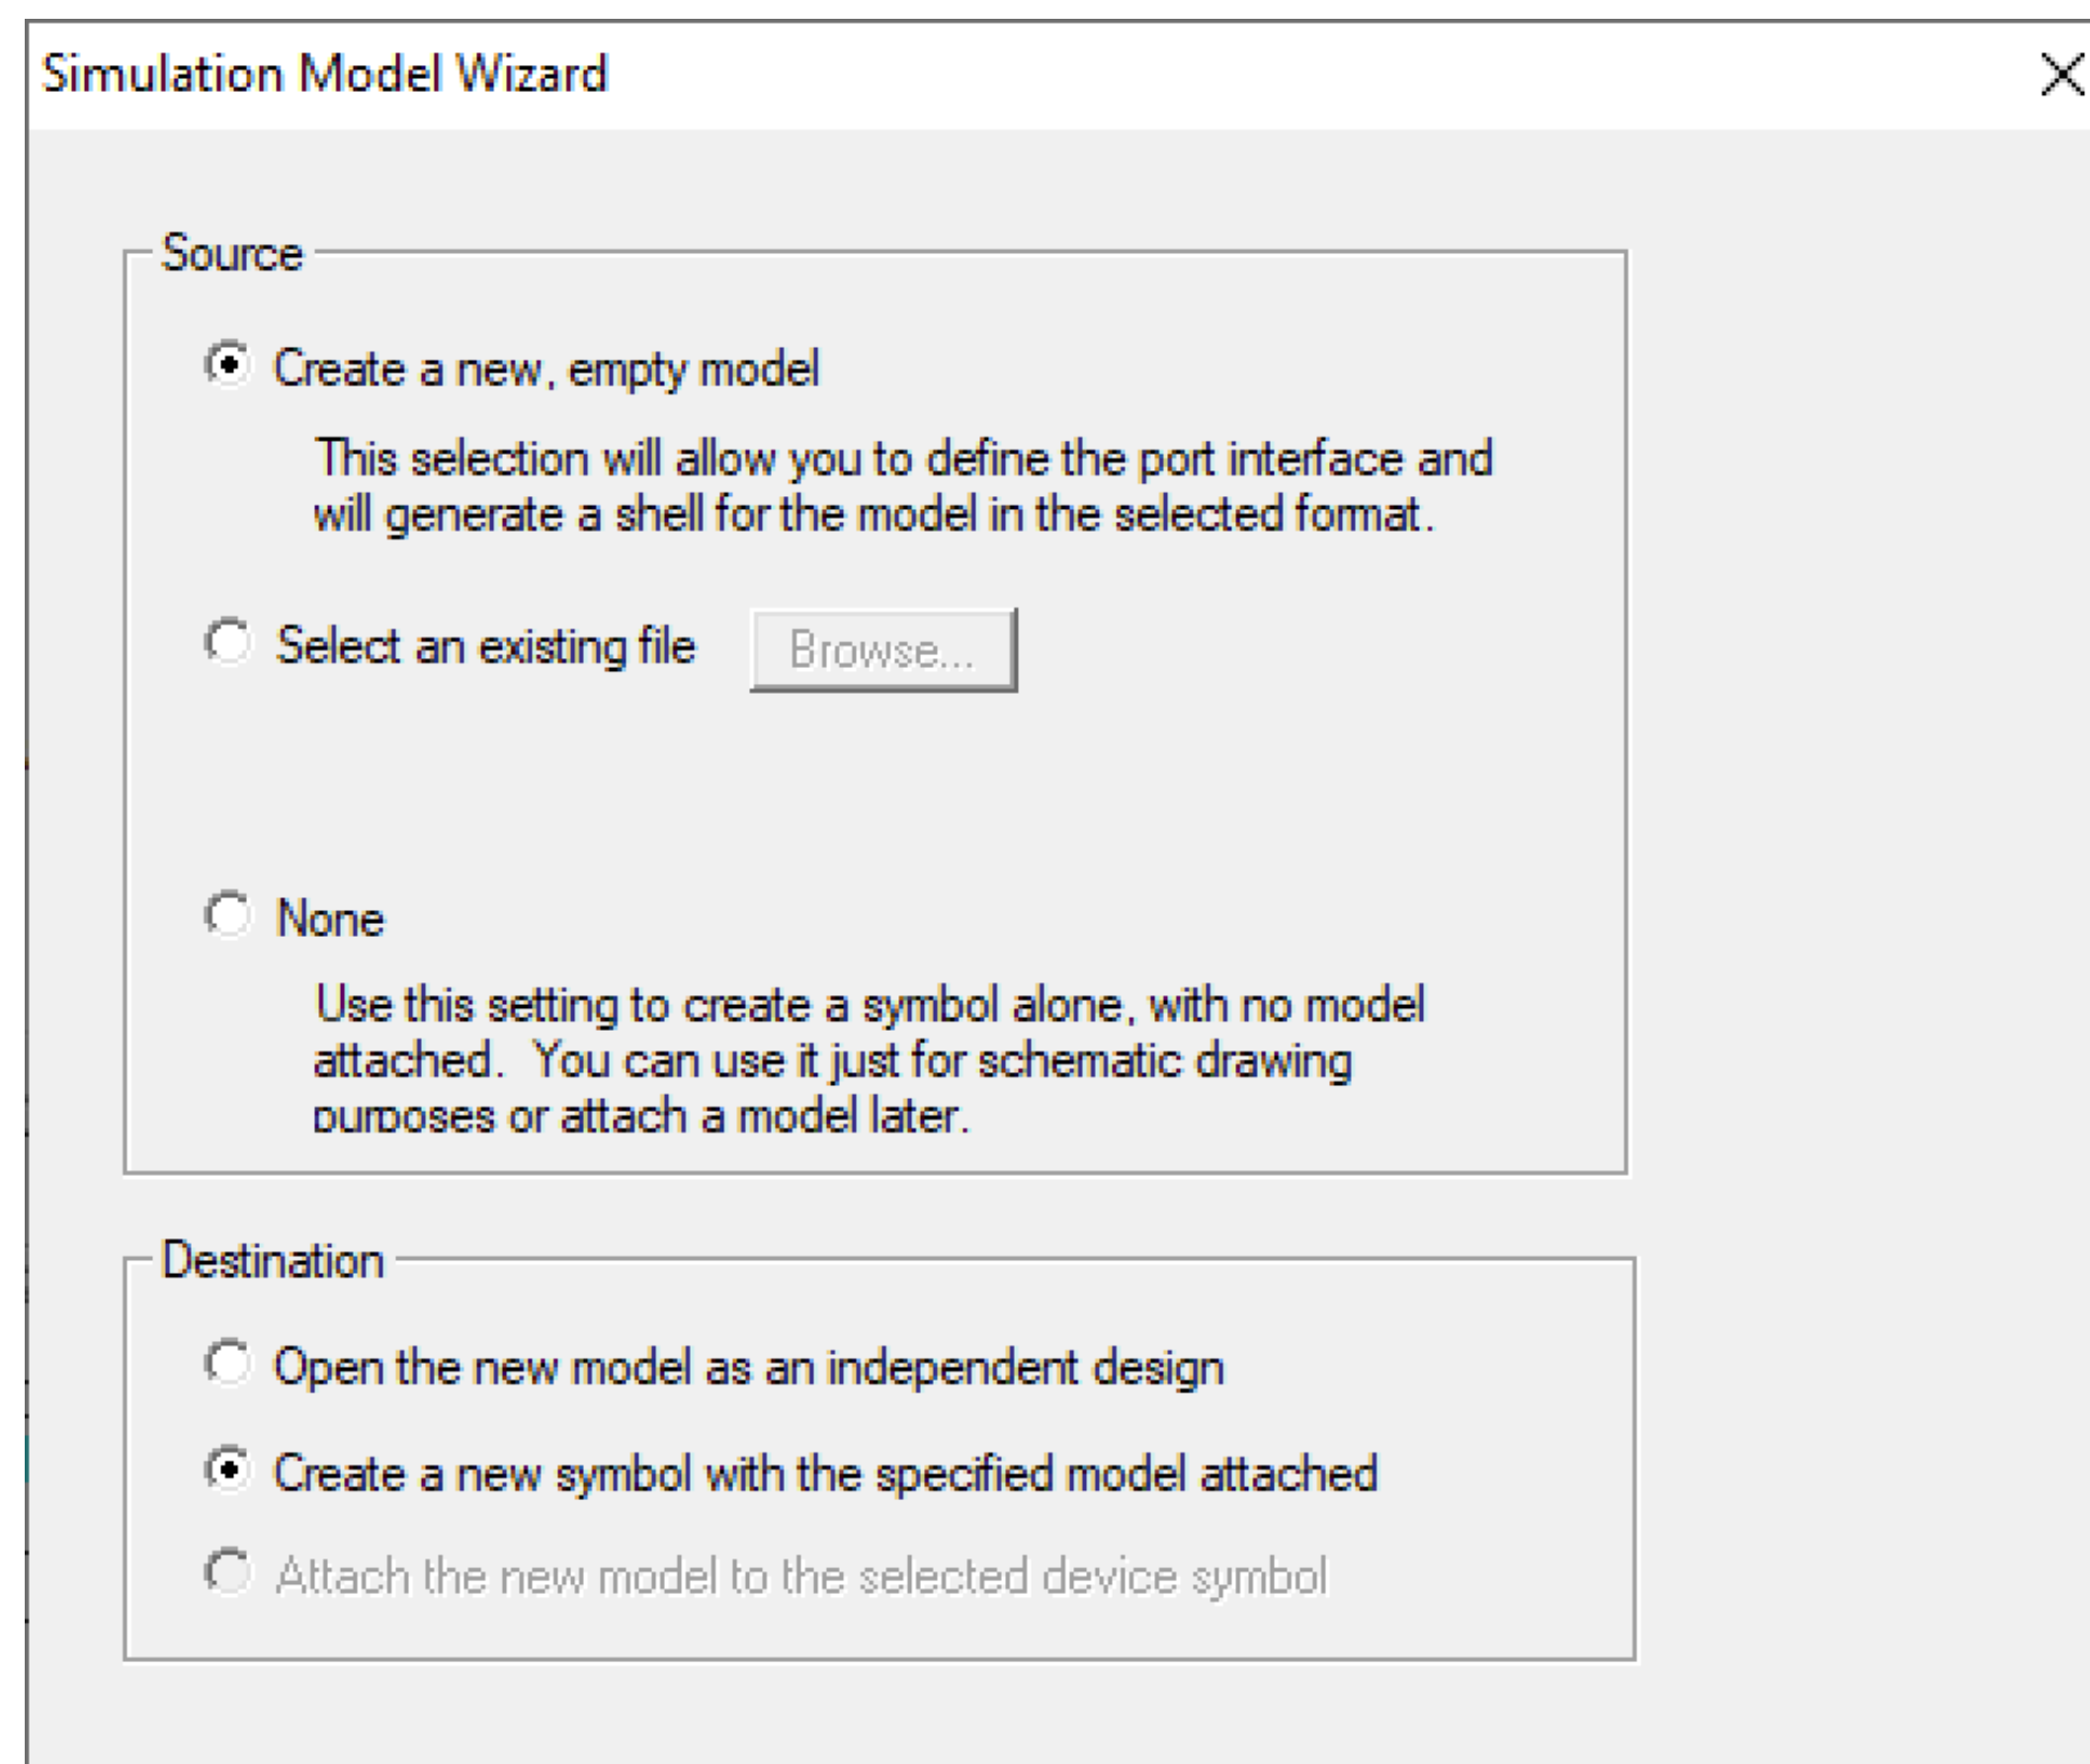 Simulation Model Wizard
Source
Create a new, empty model
This selection will allow you to define the port interface and
will generate a shell for the model in the selected format.
Select an existing file Browse...
None
Use this setting to create a symbol alone, with no model
attached.  You can use it just for schematic drawing
purposes or attach a model later.
Destination
Open the new model as an independent design
Create a new symbol with the specified model attached
Attach the new model to the selected device symbol